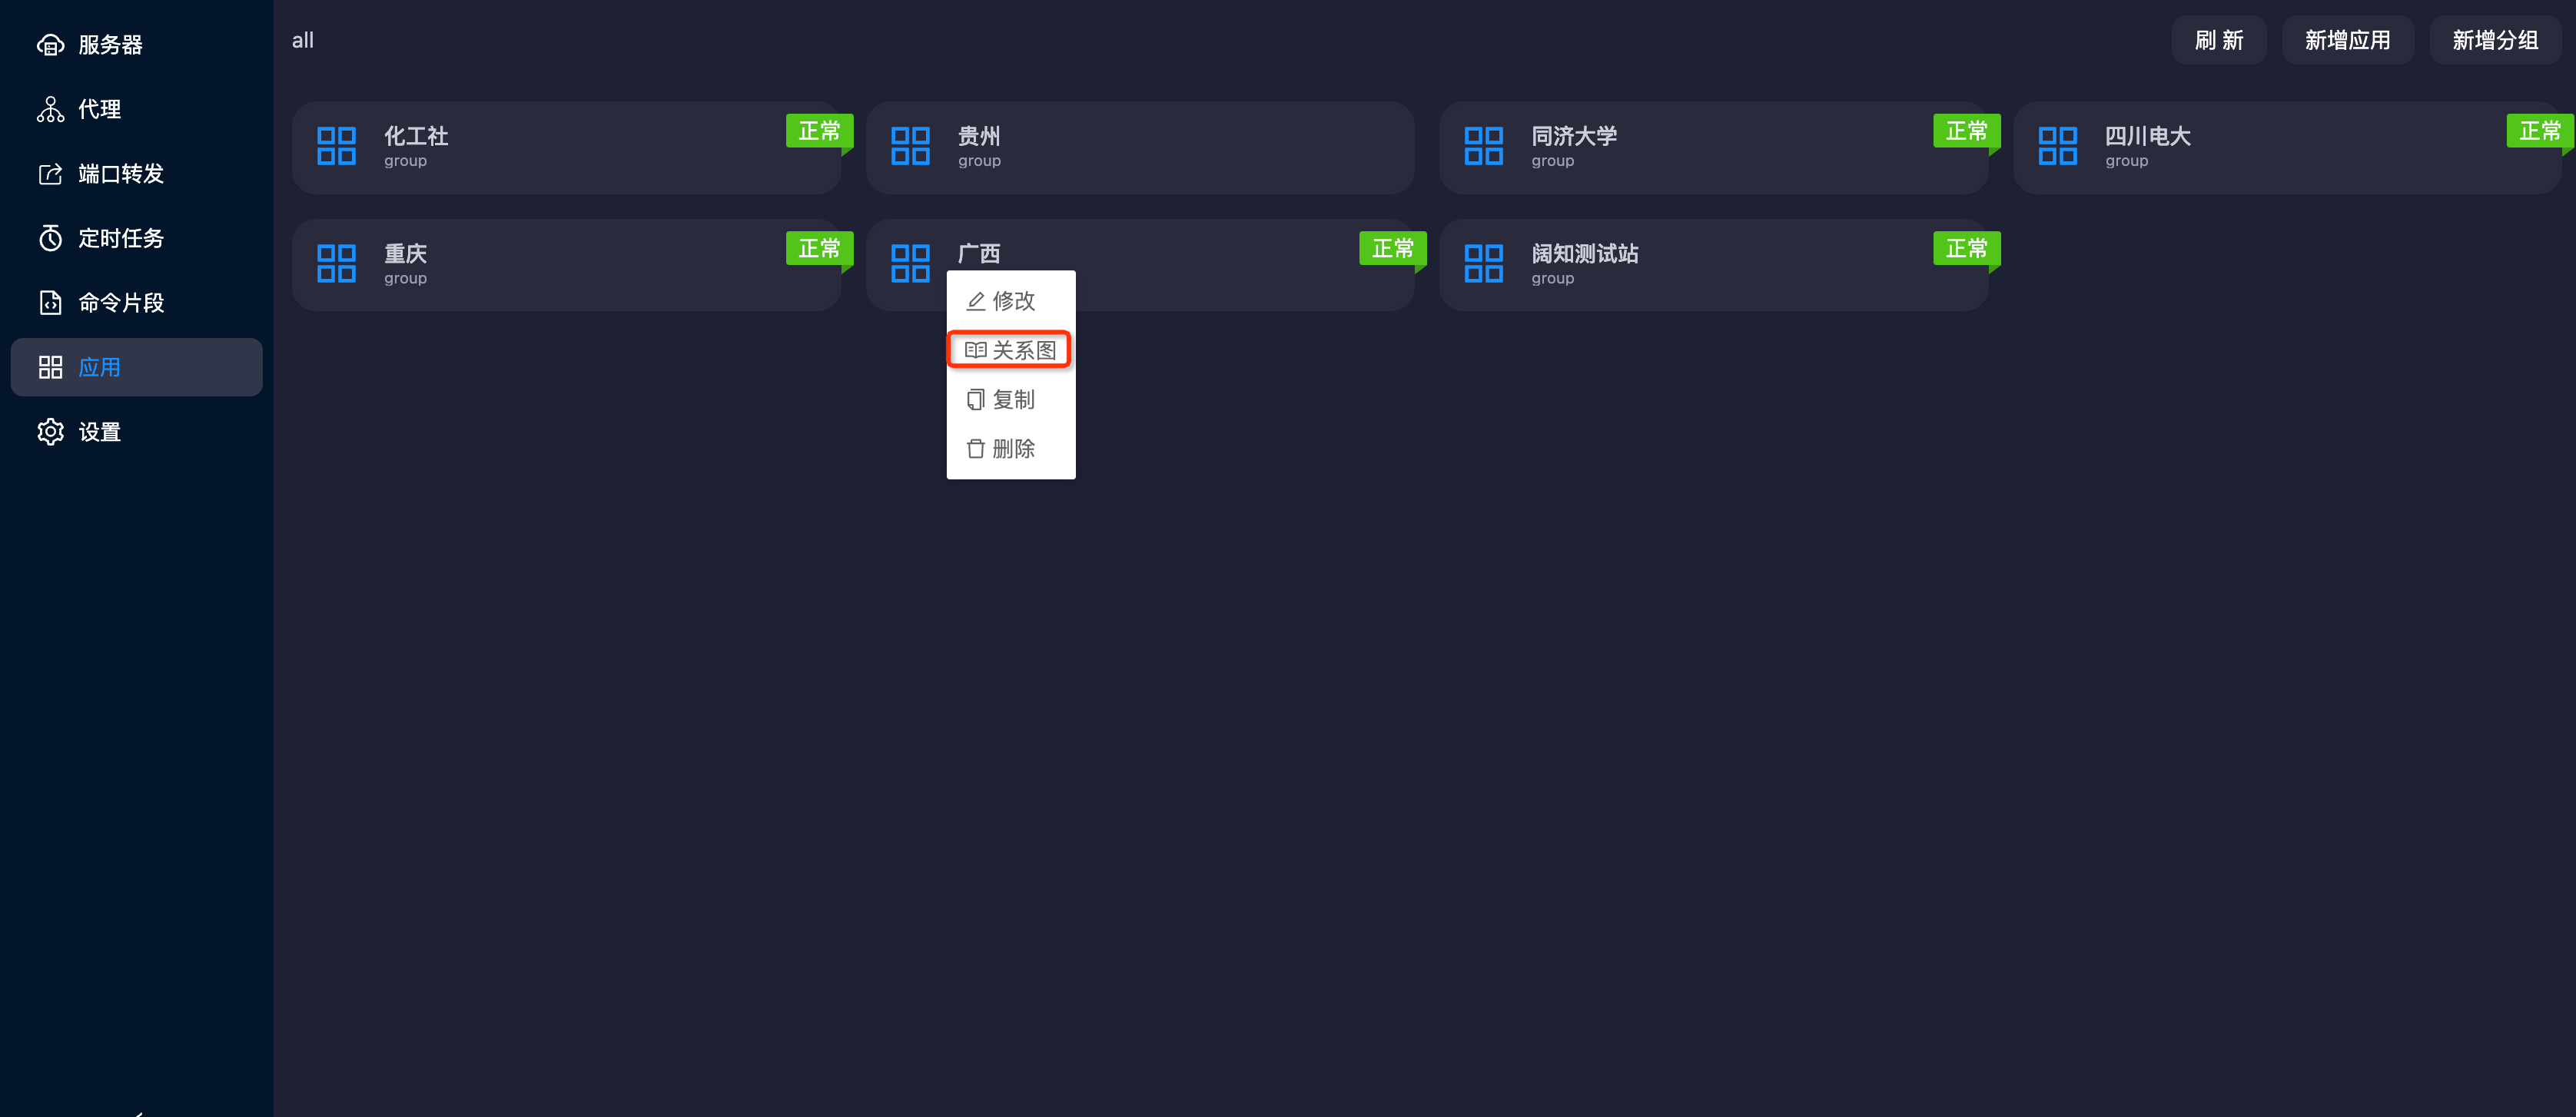 服务器
代理
端口转发
定时任务
命令片段
应用
设置
all
刷 新
新增应用
新增分组
化工社
group
正常
贵州
group
同济大学
group
正常
四川电大
group
正常
重庆
group
正常
广西
正常
阔知测试站
group
正常
修改
关系图
复制
删除